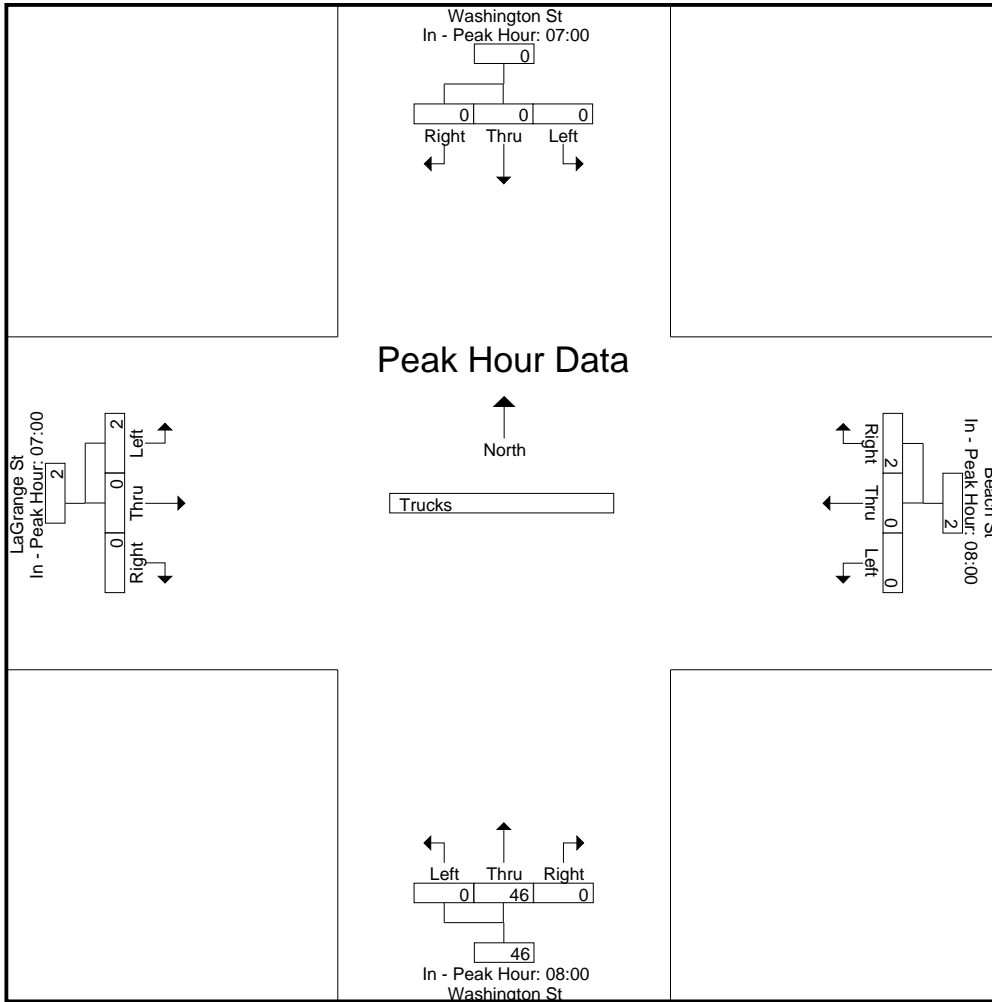 Washington St
In - Peak Hour: 07:00
0
0 0 0
Right Thru Left
Peak Hour Data
North
Trucks
LaGrange St
In - Peak Hour: 07:00
2
2 0 0
Left Thru Right
Beach St
In - Peak Hour: 08:00
2
2 0 0
Right Thru Left
Left Thru Right
0 46 0
46
In - Peak Hour: 08:00
Washington St